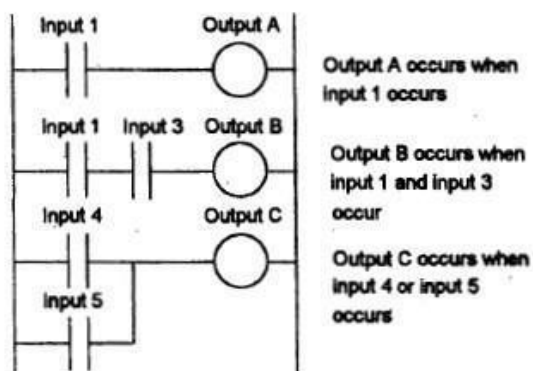 Input 1 Output A
Output A occurs when
input 1 occurs
Input 1 Input 3 Output B
Output B occurs when
input 1 and input 3
occur
Input 4 Output C
Output C occurs when
input 4 or input 5
occurs
Input 5